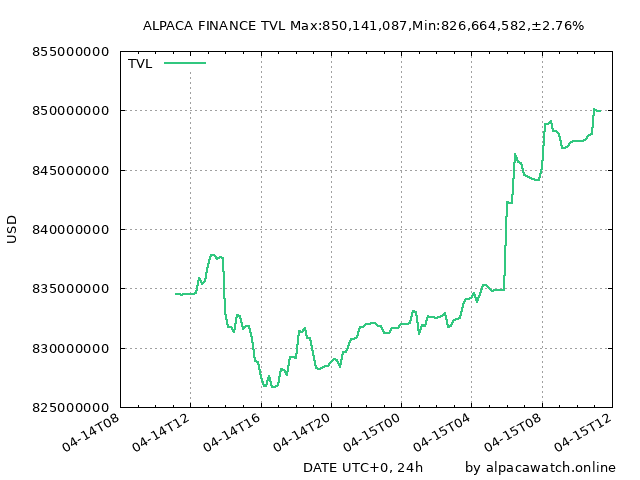 ALPACA FINANCE TVL Max:850,141,087,Min:826,664,582,±2.76%
855000000
TVL
850000000
845000000
840000000
USD
835000000
830000000
825000000
04-14T08
04-14T12
04-14T16
04-14T20
04-15T00
04-15T04
04-15T08
04-15T12
DATE UTC+0, 24h
by alpacawatch.online